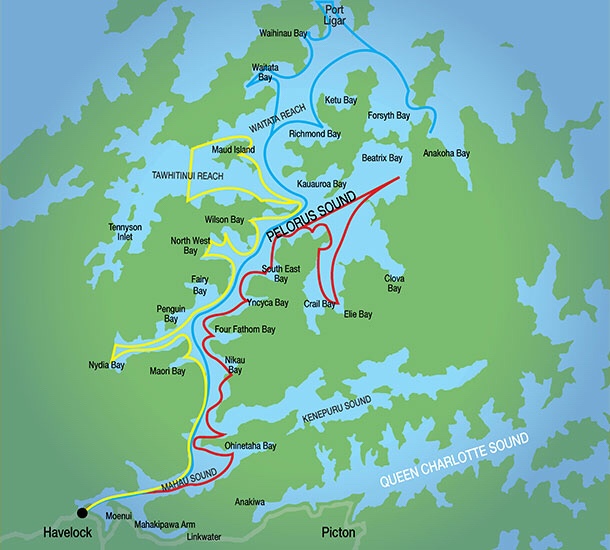 Port
Ligar
Waihinau Bay
Waitata
Bay
Ketu Bay
WAITATA REACH
Forsyth Bay
Richmond Bay
Maud Island
Beatrix Bay
Anakoha Bay
TAWHITINUI REACH
Kauauroa Bay
PELORUS SOUND
Wilson Bay
Tennyson
Inlet
North West
Bay
South East
Bay
Fairy
Bay
Clova
Bay
Yncyca Bay
Crail Bay
Elie Bay
Penguin
Bay
Four Fathom Bay
Nydia Bay
Maori Bay
Nikau
Bay
KENEPURU SOUND
Ohinetaha Bay
QUEEN CHARLOTTE SOUND
MAHAU SOUND
Anakiwa
Moenui
Mahakipawa Arm
Havelock
Linkwater
Picton